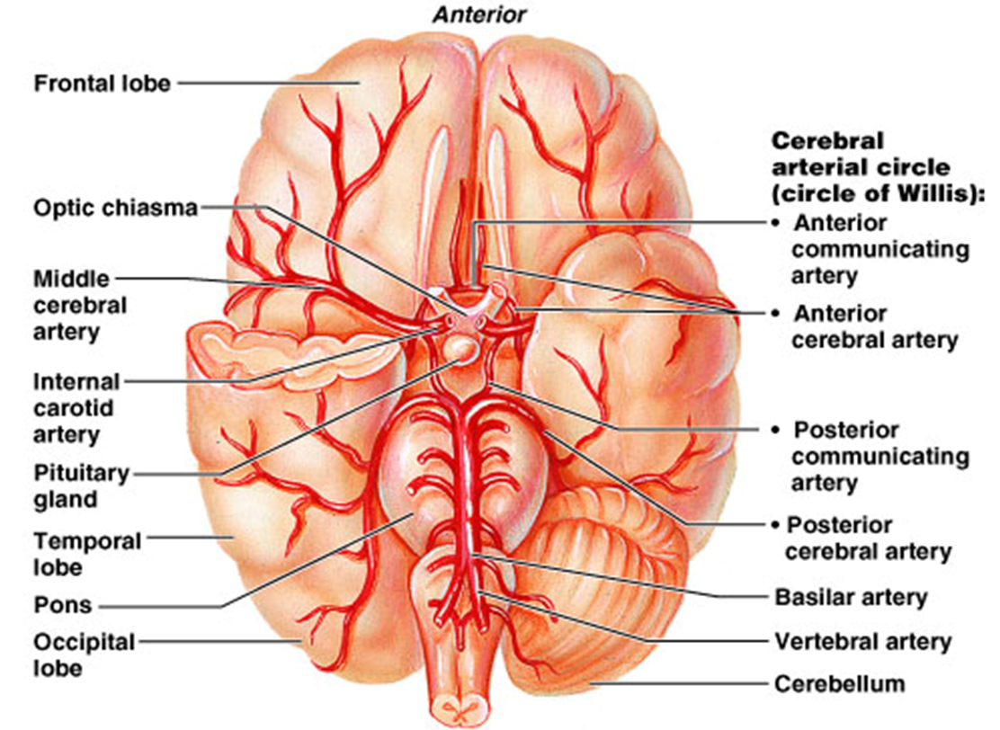 Anterior
Frontal lobe
Optic chiasma
Middle
cerebral
artery
Internal
carotid
artery
Pituitary
gland
Temporal
lobe
Pons
Occipital
lobe
Cerebral
arterial circle
(circle of Willis):
• Anterior
communicating
artery
• Anterior
cerebral artery
• Posterior
communicating
artery
• Posterior
cerebral artery
Basilar artery
Vertebral artery
Cerebellum